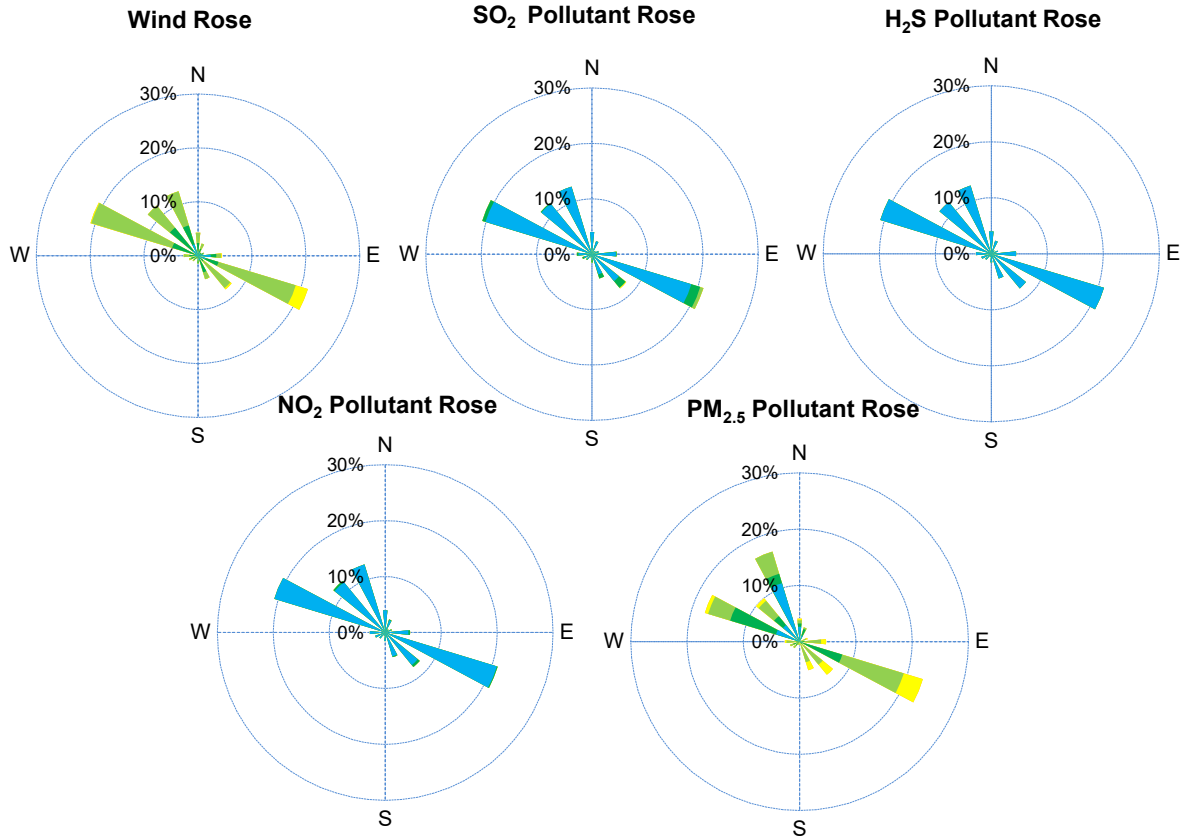 Wind Rose
N
30%
20%
10%
0%
W
E
S
SO₂ Pollutant Rose
N
30%
20%
10%
0%
W
E
S
H₂S Pollutant Rose
N
30%
20%
10%
0%
W
E
S
NO₂ Pollutant Rose
N
30%
20%
10%
0%
W
E
S
PM₂.₅ Pollutant Rose
N
30%
20%
10%
0%
W
E
S